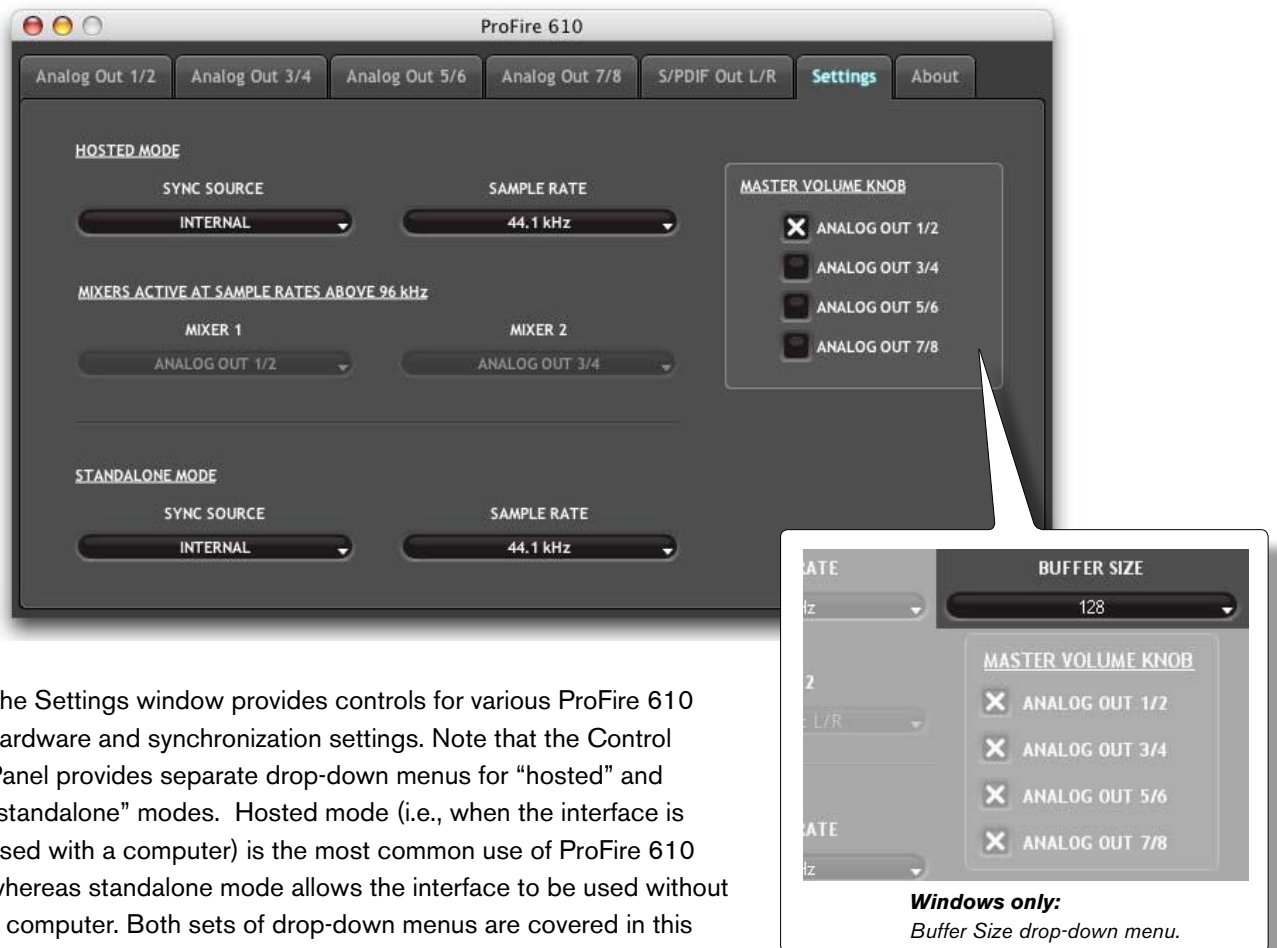 ProFire 610
Analog Out 1/2
Analog Out 3/4
Analog Out 5/6
Analog Out 7/8
S/PDIF Out L/R
Settings
About
HOSTED MODE
SYNC SOURCE
SAMPLE RATE
INTERNAL
44.1 kHz
MIXERS ACTIVE AT SAMPLE RATES ABOVE 96 kHz
MIXER 1
MIXER 2
ANALOG OUT 1/2
ANALOG OUT 3/4
STANDALONE MODE
SYNC SOURCE
SAMPLE RATE
INTERNAL
44.1 kHz
MASTER VOLUME KNOB
ANALOG OUT 1/2
ANALOG OUT 3/4
ANALOG OUT 5/6
ANALOG OUT 7/8
RATE
BUFFER SIZE
Hz
128
MASTER VOLUME KNOB
2
ANALOG OUT 1/2
L/R
ANALOG OUT 3/4
ANALOG OUT 5/6
RATE
ANALOG OUT 7/8
Hz
Windows only:
Buffer Size drop-down menu.
he Settings window provides controls for various ProFire 610
ardware and synchronization settings. Note that the Control
Panel provides separate drop-down menus for “hosted” and
standalone” modes. Hosted mode (i.e., when the interface is
sed with a computer) is the most common use of ProFire 610
whereas standalone mode allows the interface to be used without
computer. Both sets of drop-down menus are covered in this